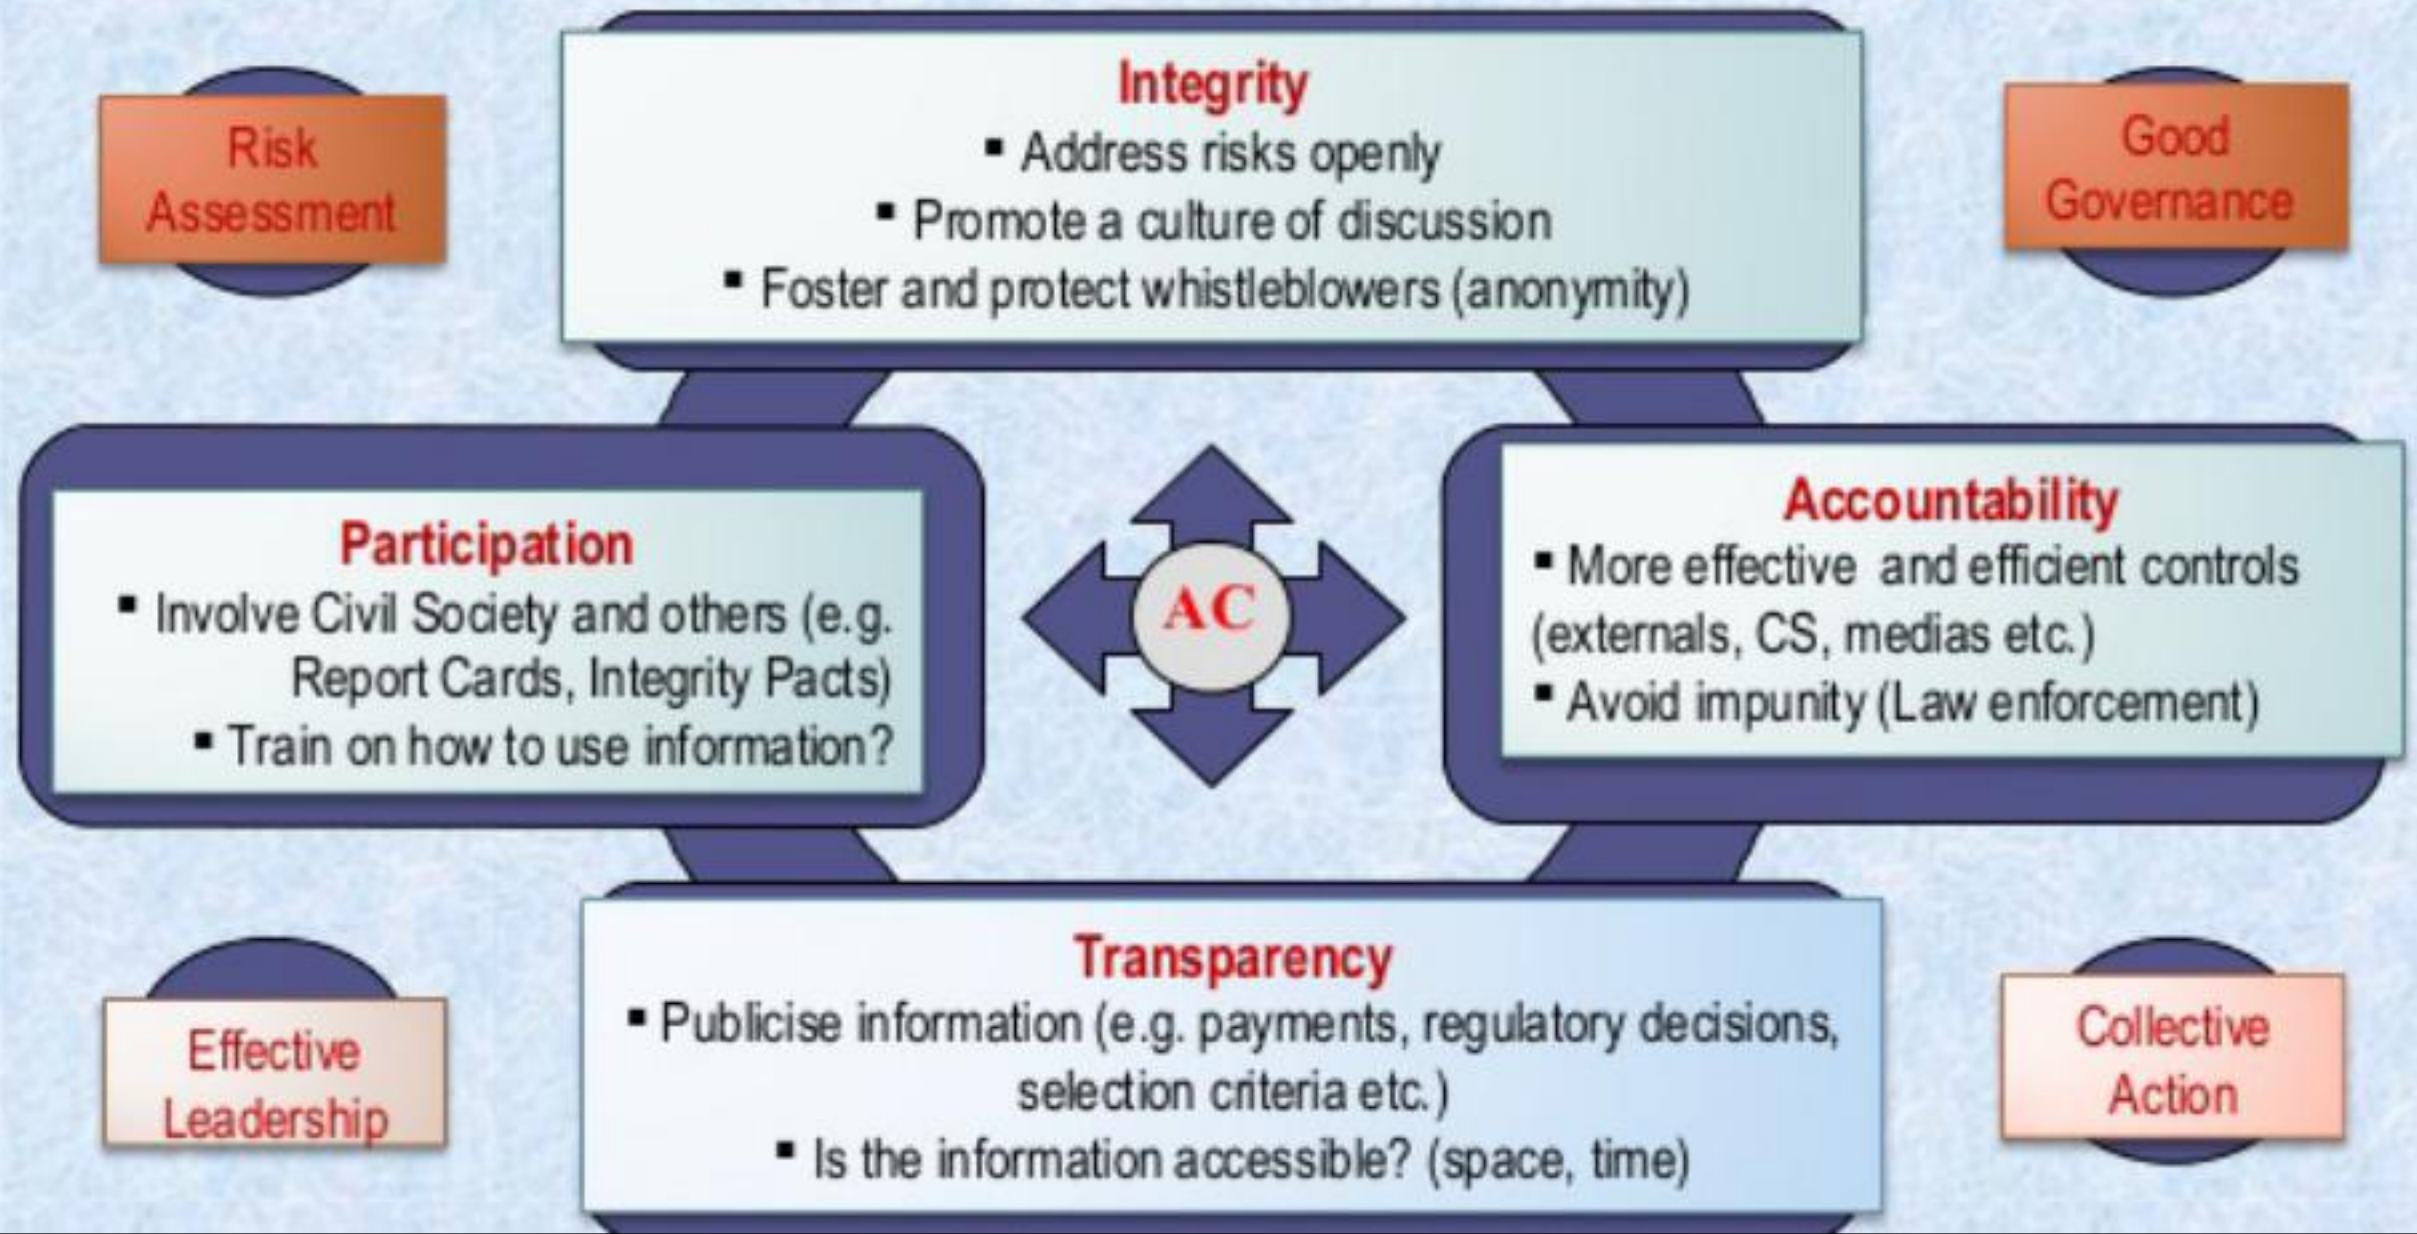 Risk
Assessment
Integrity
▪ Address risks openly
▪ Promote a culture of discussion
▪ Foster and protect whistleblowers (anonymity)
Good
Governance
Participation
▪ Involve Civil Society and others (e.g.
Report Cards, Integrity Pacts)
▪ Train on how to use information?
AC
Accountability
▪ More effective and efficient controls
(externals, CS, medias etc.)
▪ Avoid impunity (Law enforcement)
Effective
Leadership
Transparency
▪ Publicise information (e.g. payments, regulatory decisions,
selection criteria etc.)
▪ Is the information accessible? (space, time)
Collective
Action